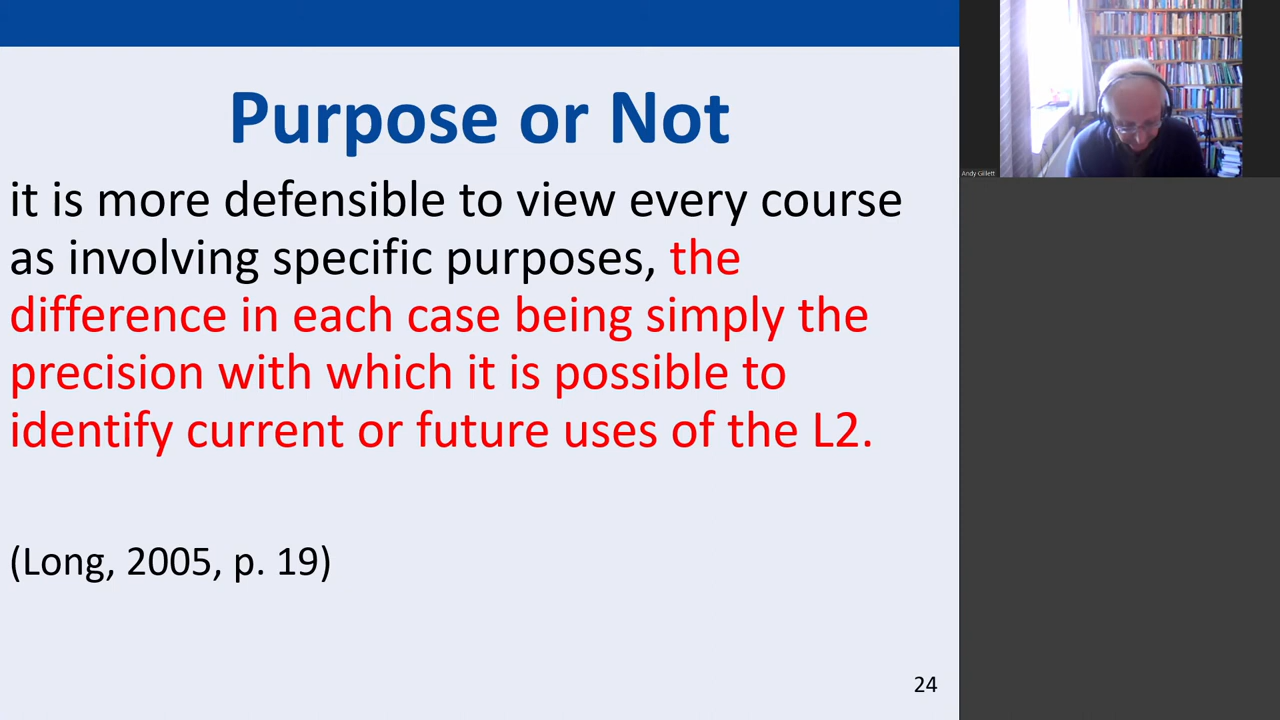 Purpose or Not
it is more defensible to view every course
as involving specific purposes, the
difference in each case being simply the
precision with which it is possible to
identify current or future uses of the L2.
(Long, 2005, p. 19)
24
Andy Gillett